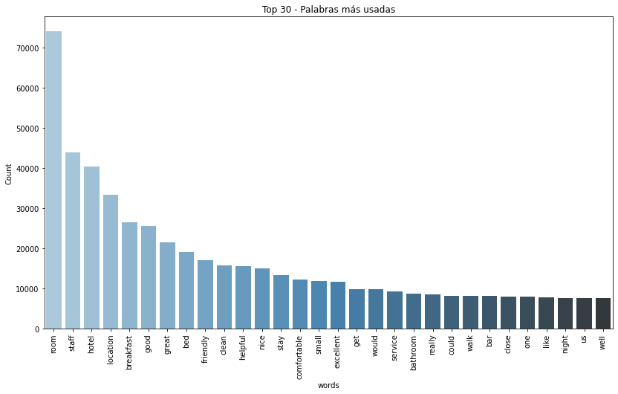 Top 30 - Palabras más usadas
Count
70000
60000
50000
40000
30000
20000
10000
0
room
staff
hotel
location
breakfast
good
great
bed
friendly
clean
helpful
nice
stay
comfortable
small
excellent
get
would
service
bathroom
really
could
walk
bar
close
one
like
night
us
well
words